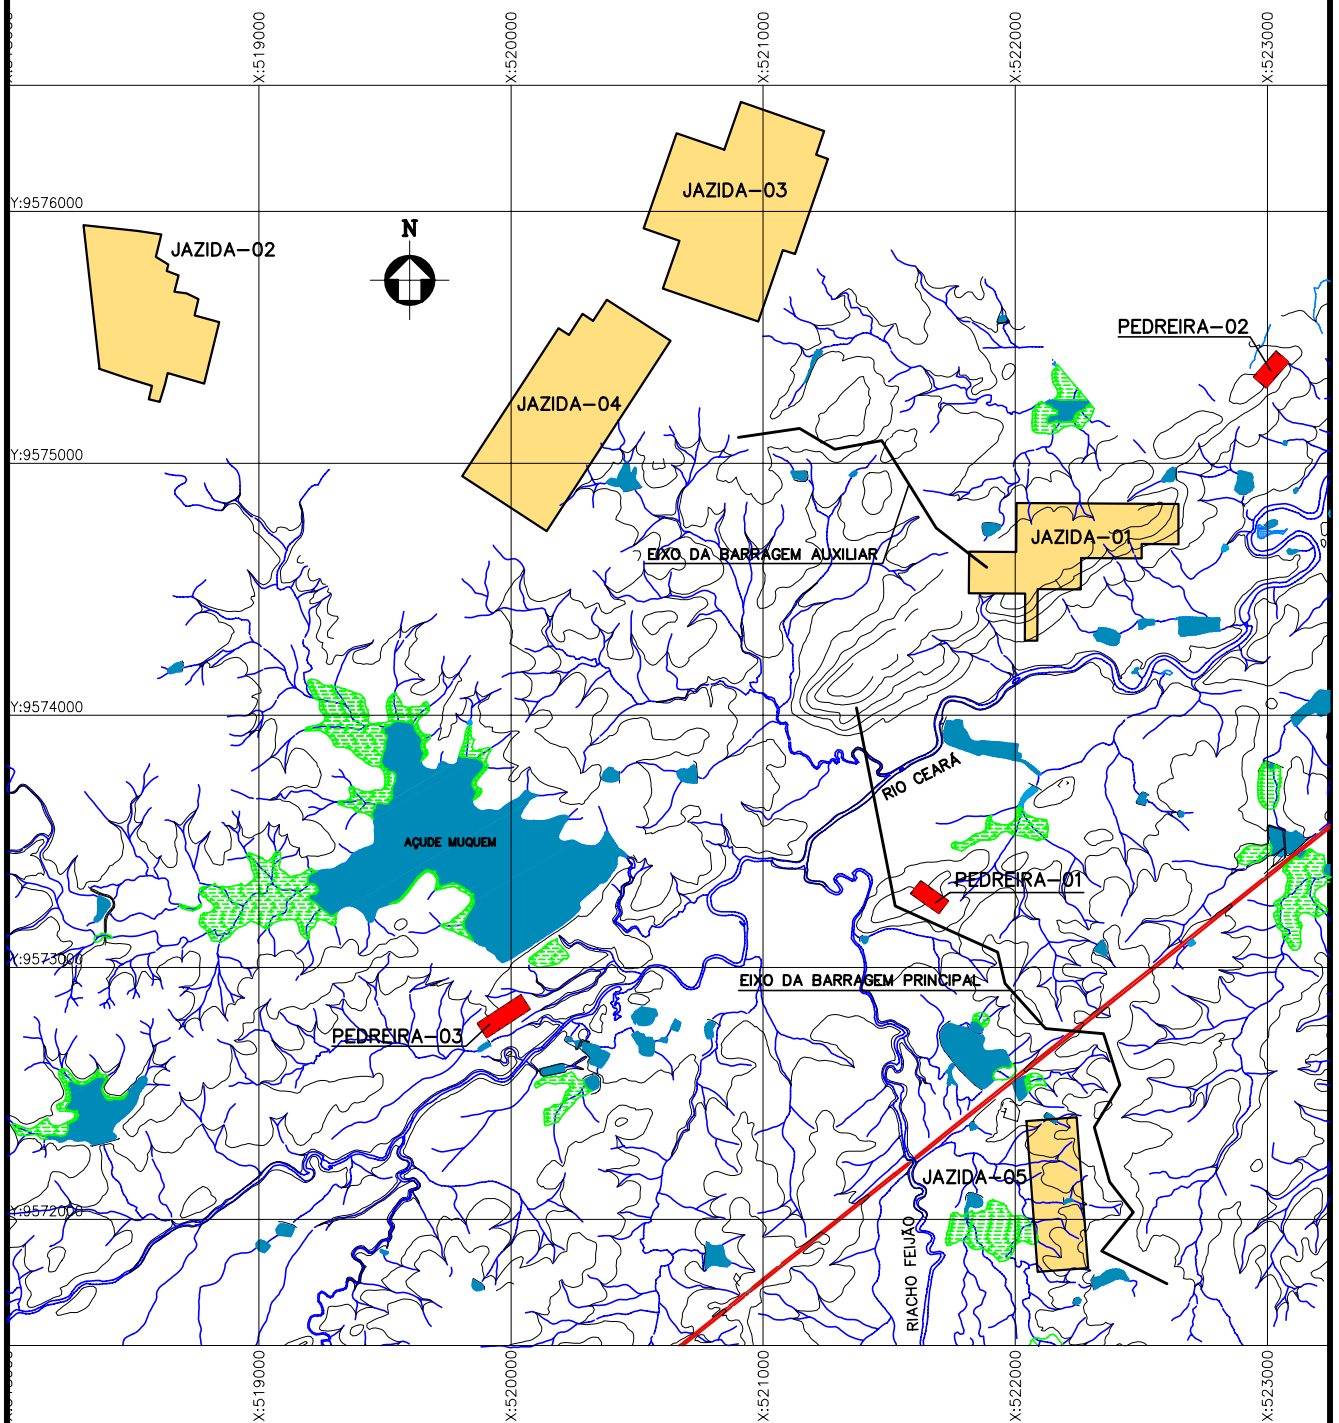 X:519000
X:520000
X:521000
X:522000
X:523000
JAZIDA-03
Y:9576000
N
JAZIDA-02
PEDREIRA-02
JAZIDA-04
Y:9575000
JAZIDA-01
EIXO DA BARRAGEM AUXILIAR
Y:9574000
RIO CEARÁ
AÇUDE MUQUEM
PEDREIRA-01
Y:9573000
EIXO DA BARRAGEM PRINCIPAL
PEDREIRA-03
JAZIDA-05
Y:9572000
RIACHO FEIJÃO
X:519000
X:520000
X:521000
X:522000
X:523000